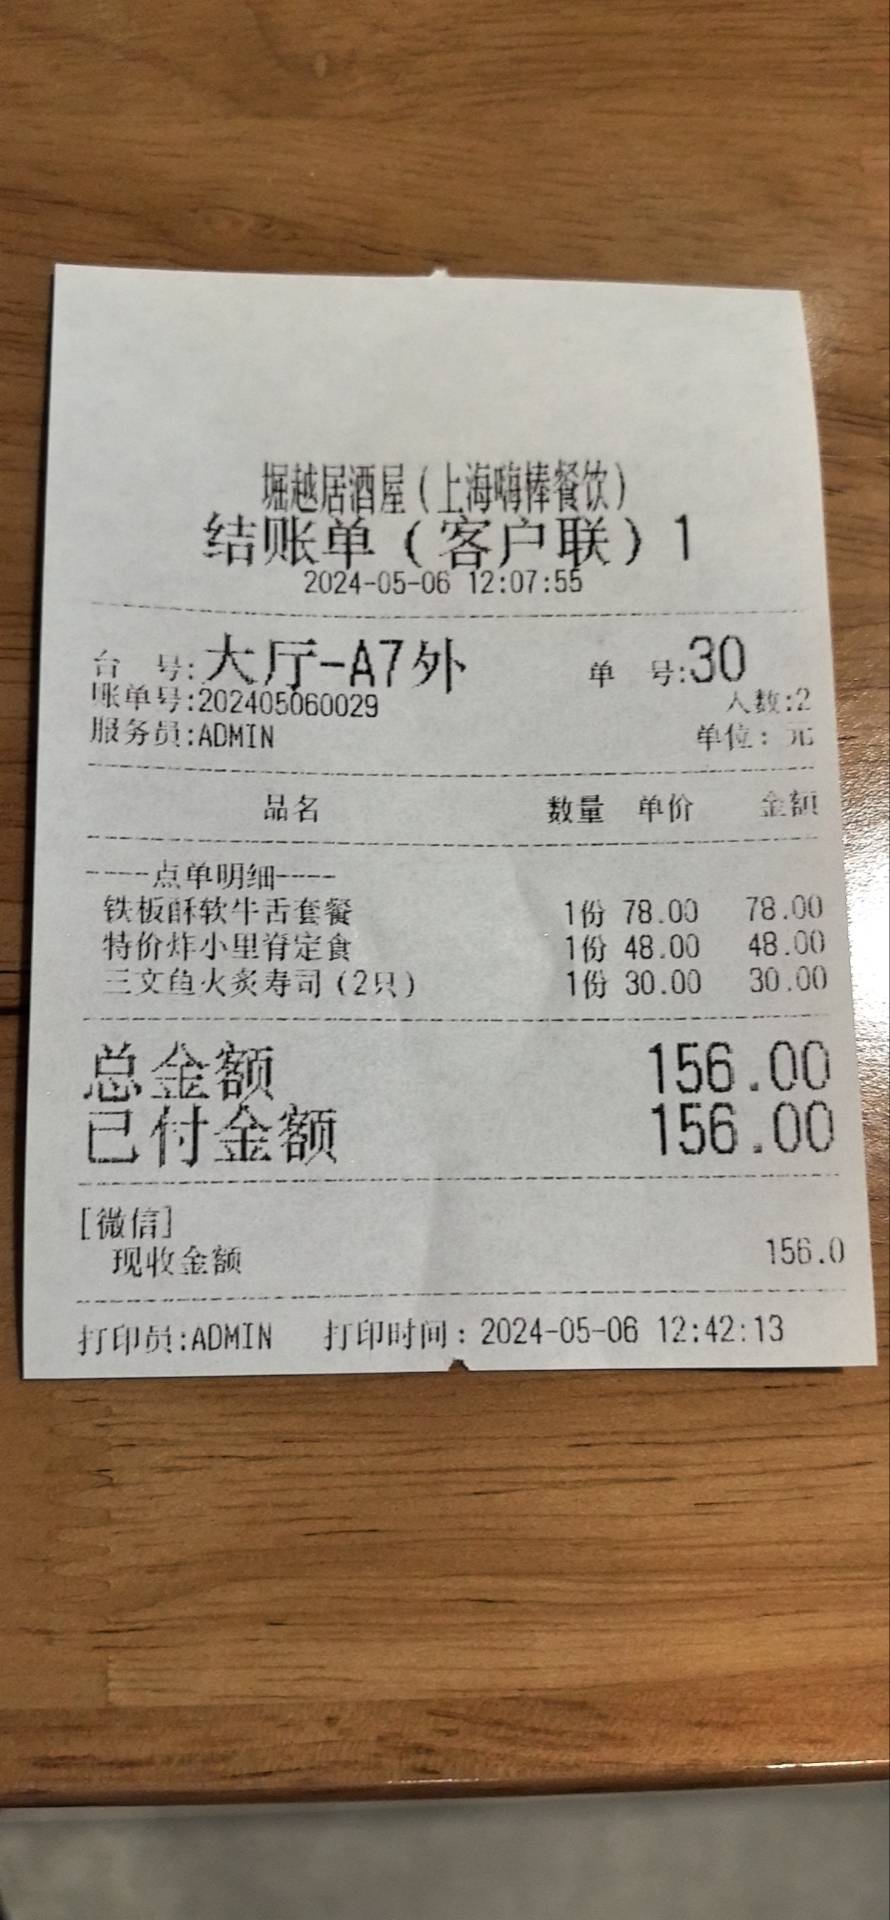 堀越居酒屋(上海嗨棒餐饮)
结账单(客户联)1
2024-05-06 12:07:55
台 号:大厅-A7外 单 号:30
账单号:202405060029 人数:2
服务员:ADMIN 单位: 元
品名 数量 单价 金额
----点单明细----
铁板酥软牛舌套餐 1份 78.00 78.00
特价炸小里脊定食 1份 48.00 48.00
三文鱼火炙寿司(2只) 1份 30.00 30.00
总金额 156.00
已付金额 156.00
[微信]
现收金额 156.0
打印员:ADMIN 打印时间:2024-05-06 12:42:13